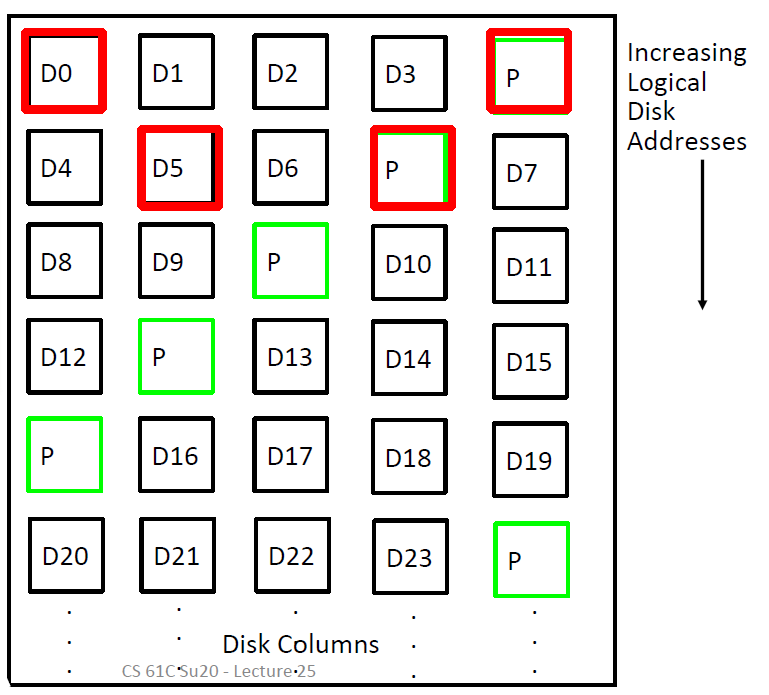 D0 D1 D2 D3 P
D4 D5 D6 P D7
D8 D9 P D10 D11
D12 P D13 D14 D15
P D16 D17 D18 D19
D20 D21 D22 D23 P
Increasing
Logical
Disk
Addresses
Disk Columns
CS 61C Su20 - Lecture 25